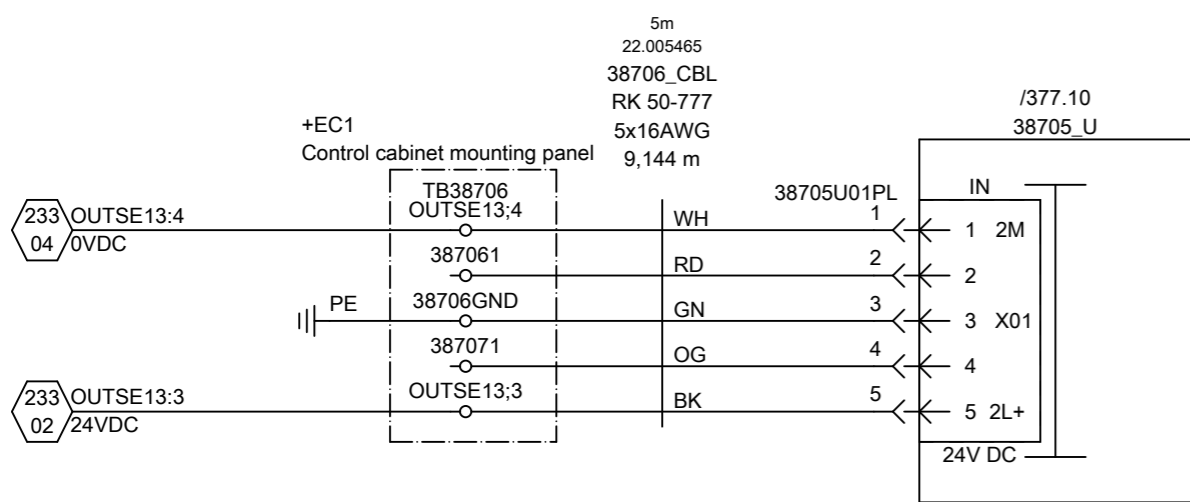 5m
22.005465
38706_CBL
RK 50-777
5x16AWG
9,144 m
/377.10
38705_U
+EC1
Control cabinet mounting panel
TB38706
38705U01PL
IN
233
04
OUTSE13:4
0VDC
OUTSE13;4
WH
1
1
2M
387061
RD
2
2
PE
38706GND
GN
3
3
X01
387071
OG
4
4
233
02
OUTSE13:3
24VDC
OUTSE13;3
BK
5
5
2L+
24V DC